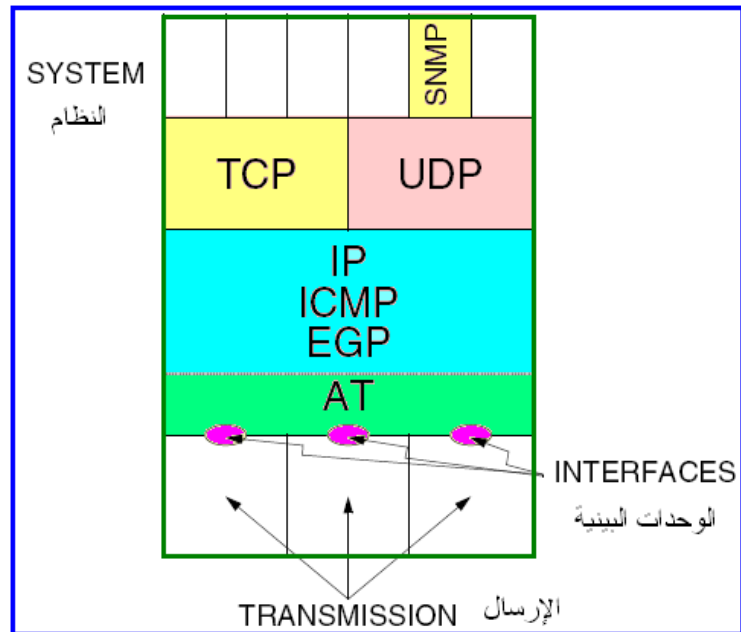 SNMP
SYSTEM
النظام
TCP
UDP
IP
ICMP
EGP
AT
INTERFACES
الوحدات البينية
TRANSMISSION الإرسال